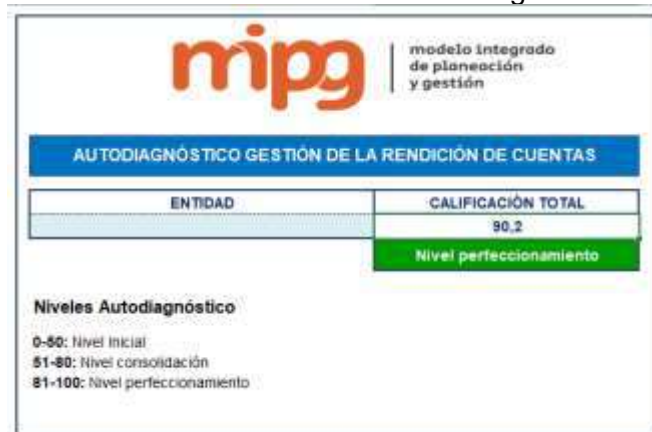 mipg
modelo integrado
de planeación
y gestión
AUTODIAGNÓSTICO GESTIÓN DE LA RENDICIÓN DE CUENTAS
ENTIDAD
CALIFICACIÓN TOTAL
90,2
Nivel perfeccionamiento
Niveles Autodiagnóstico
0-50: Nivel Inicial
51-80: Nivel consolidación
81-100: Nivel perfeccionamiento